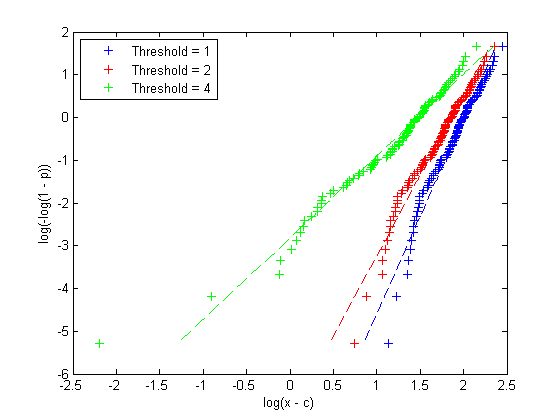 2
1
0
-1
-2
-3
-4
-5
-6
log(-log(1 - p))
Threshold = 1
Threshold = 2
Threshold = 4
-2.5 -2 -1.5 -1 -0.5 0 0.5 1 1.5 2 2.5
log(x - c)